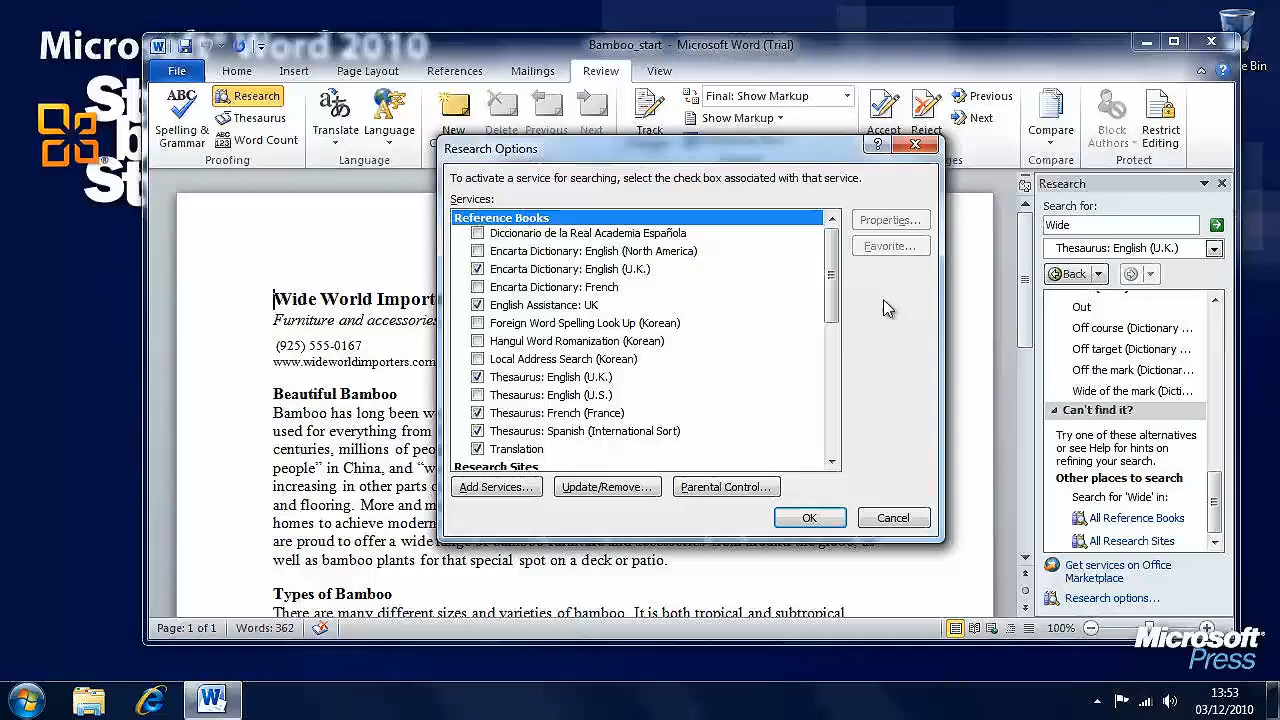 Microsoft Word 2010
Bamboo_start - Microsoft Word (Trial)
File Home Insert Page Layout References Mailings Review View
ABC
Spelling & Grammar
Research
Thesaurus
ABC 123 Word Count
Proofing
Translate Language
Language
New Delete Previous Next
Track
Final: Show Markup
Show Markup
Accept Reject
Previous
Next
Compare
Compare
Block Authors
Restrict Editing
Protect
Research Options
To activate a service for searching, select the check box associated with that service.
Services:
Reference Books
Diccionario de la Real Academia Española
Encarta Dictionary: English (North America)
Encarta Dictionary: English (U.K.)
Encarta Dictionary: French
English Assistance: UK
Foreign Word Spelling Look Up (Korean)
Hangul Word Romanization (Korean)
Local Address Search (Korean)
Thesaurus: English (U.K.)
Thesaurus: English (U.S.)
Thesaurus: French (France)
Thesaurus: Spanish (International Sort)
Translation
Research Sites
Properties...
Favorite...
Add Services... Update/Remove... Parental Control...
OK Cancel
Wide World Import
Furniture and accessories
(925) 555-0167
www.wideworldimporters.com
Beautiful Bamboo
Bamboo has long been w
used for everything from
centuries, millions of peo
people” in China, and “w
increasing in other parts o
and flooring. More and m
homes to achieve modern
are proud to offer a wide
well as bamboo plants for that special spot on a deck or patio.
Types of Bamboo
There are many different sizes and varieties of bamboo. It is both tropical and subtropical
Research
Search for:
Wide
Thesaurus: English (U.K.)
Back
Out
Off course (Dictionary ...
Off target (Dictionary ...
Off the mark (Dictionar...
Wide of the mark (Dicti...
Can't find it?
Try one of these alternatives
or see Help for hints on
refining your search.
Other places to search
Search for 'Wide' in:
All Reference Books
All Research Sites
Get services on Office
Marketplace
Research options...
Page: 1 of 1 Words: 362
100%
Microsoft
Press
13:53
03/12/2010